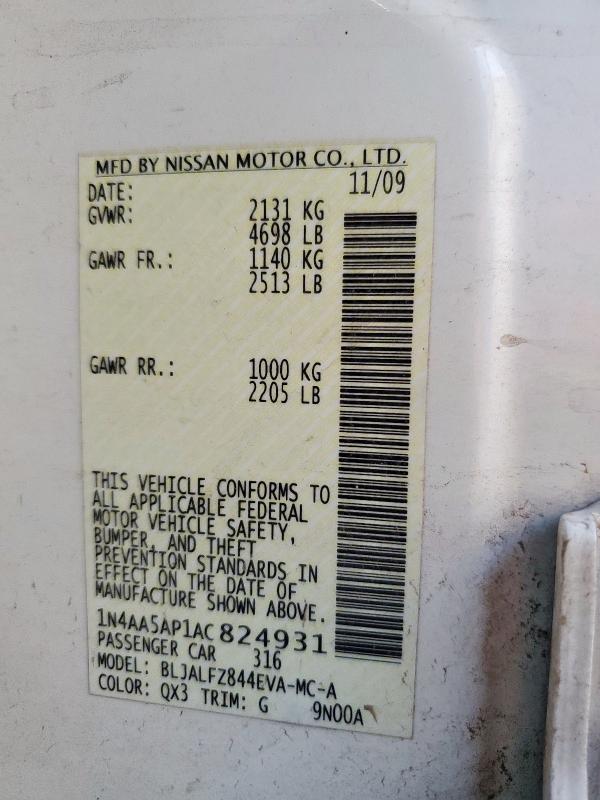 MFD BY NISSAN MOTOR CO., LTD.
DATE: 11/09
GVWR: 2131 KG
4698 LB
GAWR FR.: 1140 KG
2513 LB
GAWR RR.: 1000 KG
2205 LB
THIS VEHICLE CONFORMS TO
ALL APPLICABLE FEDERAL
MOTOR VEHICLE SAFETY,
BUMPER, AND THEFT
PREVENTION STANDARDS IN
EFFECT ON THE DATE OF
MANUFACTURE SHOWN ABOVE.
1N4AA5AP1AC824931
PASSENGER CAR 316
MODEL: BLJALFZ844EVA-MC-A
COLOR: QX3 TRIM: G 9N00A